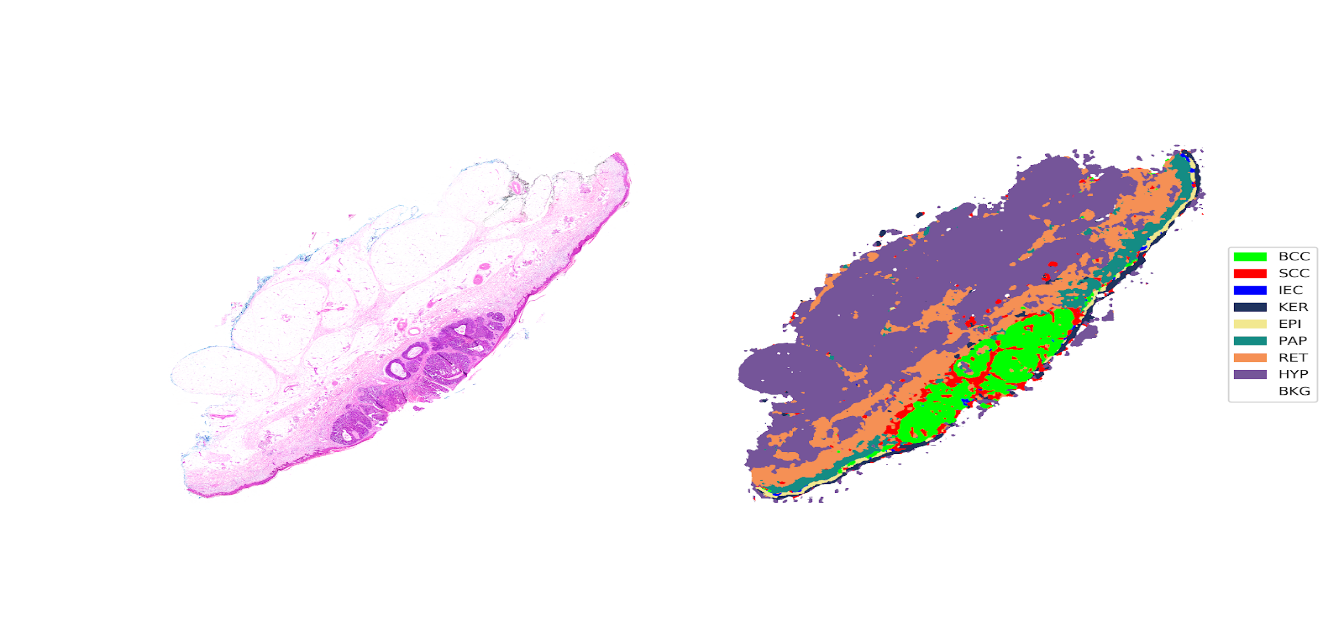 BCC
SCC
IEC
KER
EPI
PAP
RET
HYP
BKG